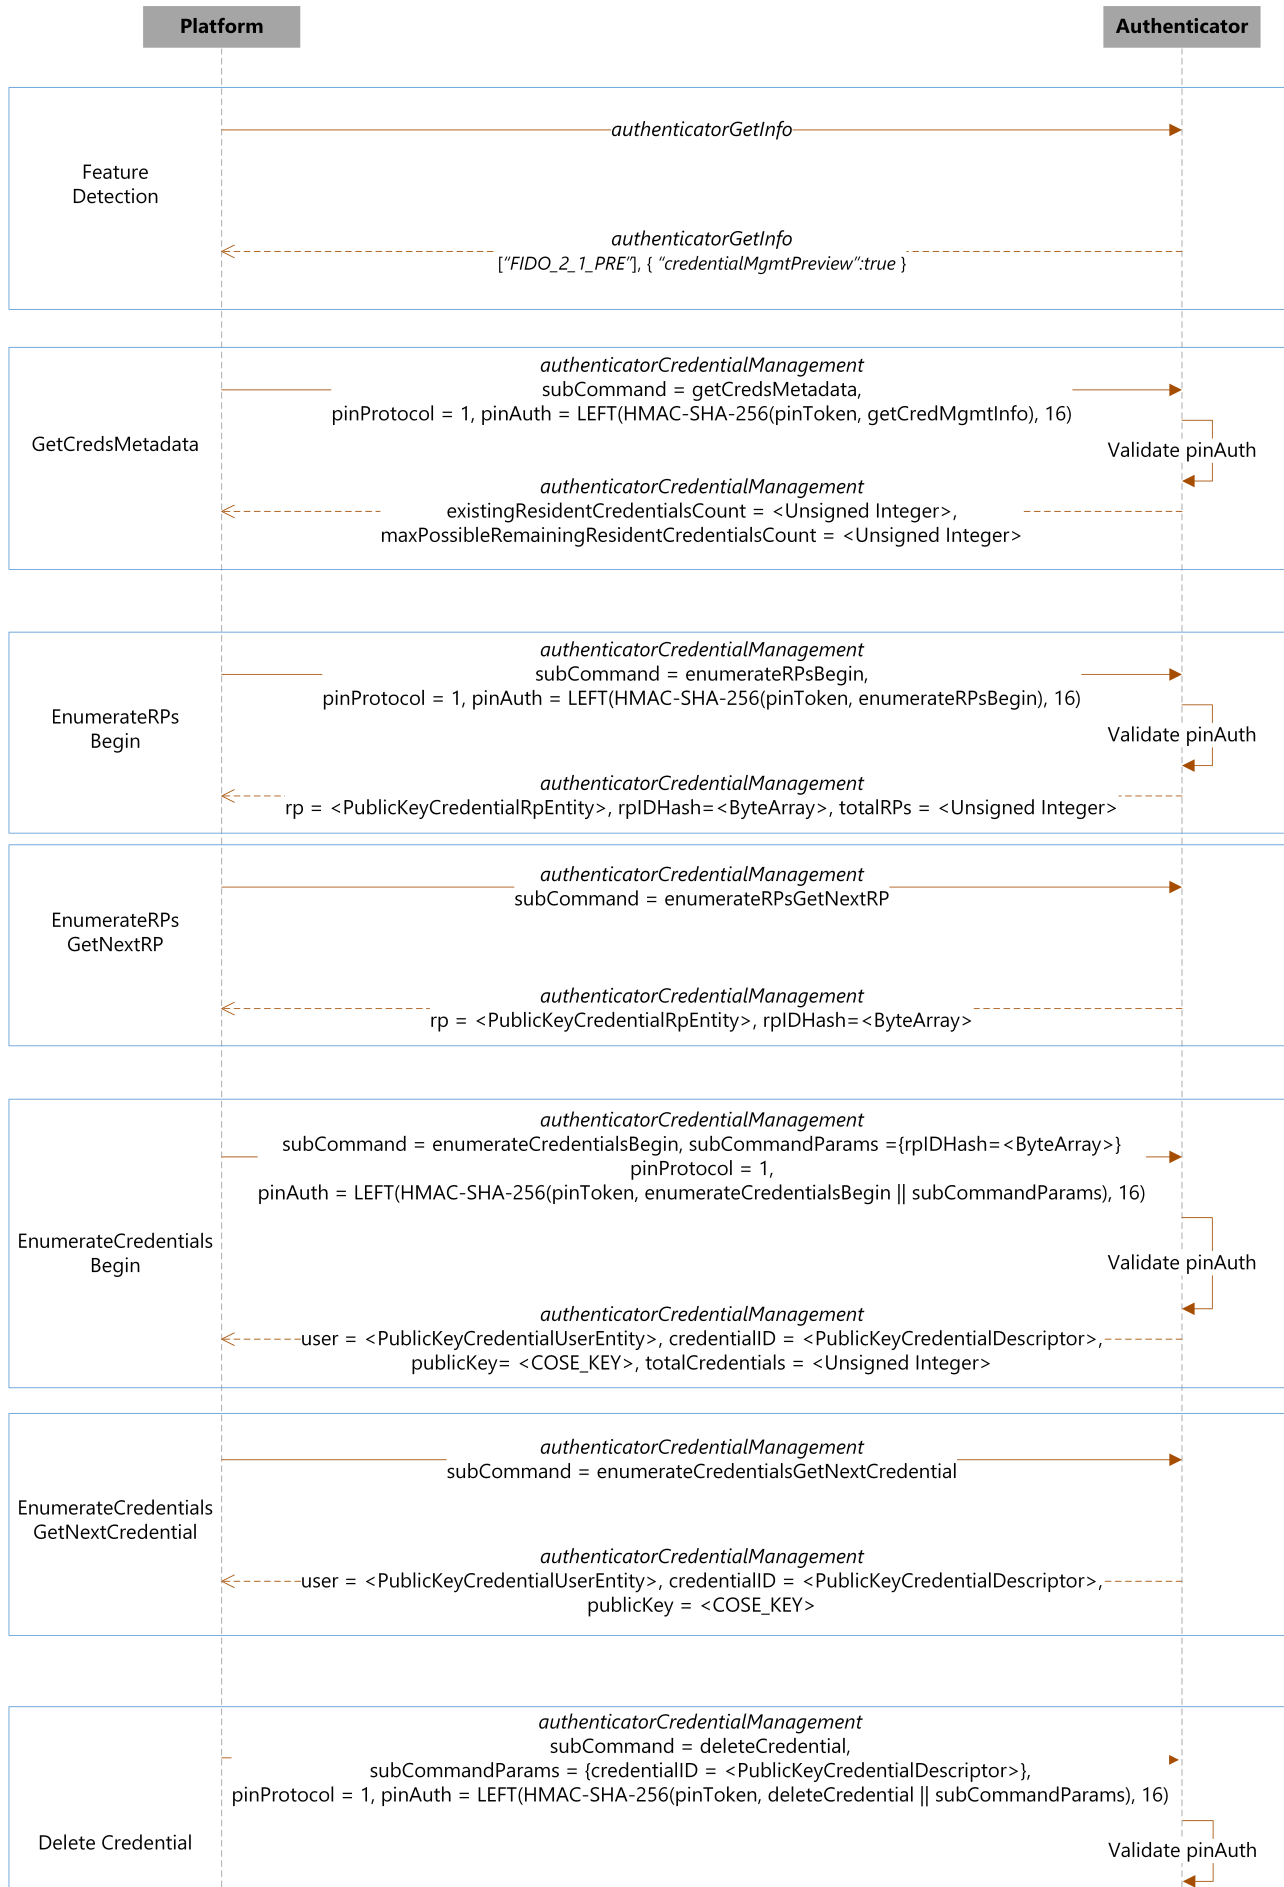 Platform
Authenticator
Feature
Detection
authenticatorGetInfo
authenticatorGetInfo
[“FIDO_2_1_PRE”], { “credentialMgmtPreview”:true }
GetCredsMetadata
authenticatorCredentialManagement
subCommand = getCredsMetadata,
pinProtocol = 1, pinAuth = LEFT(HMAC-SHA-256(pinToken, getCredMgmtInfo), 16)
Validate pinAuth
authenticatorCredentialManagement
existingResidentCredentialsCount = <Unsigned Integer>,
maxPossibleRemainingResidentCredentialsCount = <Unsigned Integer>
EnumerateRPs
Begin
authenticatorCredentialManagement
subCommand = enumerateRPsBegin,
pinProtocol = 1, pinAuth = LEFT(HMAC-SHA-256(pinToken, enumerateRPsBegin), 16)
Validate pinAuth
authenticatorCredentialManagement
rp = <PublicKeyCredentialRpEntity>, rpIDHash=<ByteArray>, totalRPs = <Unsigned Integer>
EnumerateRPs
GetNextRP
authenticatorCredentialManagement
subCommand = enumerateRPsGetNextRP
authenticatorCredentialManagement
rp = <PublicKeyCredentialRpEntity>, rpIDHash=<ByteArray>
EnumerateCredentials
Begin
authenticatorCredentialManagement
subCommand = enumerateCredentialsBegin, subCommandParams ={rpIDHash=<ByteArray>}
pinProtocol = 1,
pinAuth = LEFT(HMAC-SHA-256(pinToken, enumerateCredentialsBegin || subCommandParams), 16)
Validate pinAuth
authenticatorCredentialManagement
user = <PublicKeyCredentialUserEntity>, credentialID = <PublicKeyCredentialDescriptor>,
publicKey= <COSE_KEY>, totalCredentials = <Unsigned Integer>
EnumerateCredentials
GetNextCredential
authenticatorCredentialManagement
subCommand = enumerateCredentialsGetNextCredential
authenticatorCredentialManagement
user = <PublicKeyCredentialUserEntity>, credentialID = <PublicKeyCredentialDescriptor>,
publicKey = <COSE_KEY>
Delete Credential
authenticatorCredentialManagement
subCommand = deleteCredential,
subCommandParams = {credentialID = <PublicKeyCredentialDescriptor>},
pinProtocol = 1, pinAuth = LEFT(HMAC-SHA-256(pinToken, deleteCredential || subCommandParams), 16)
Validate pinAuth